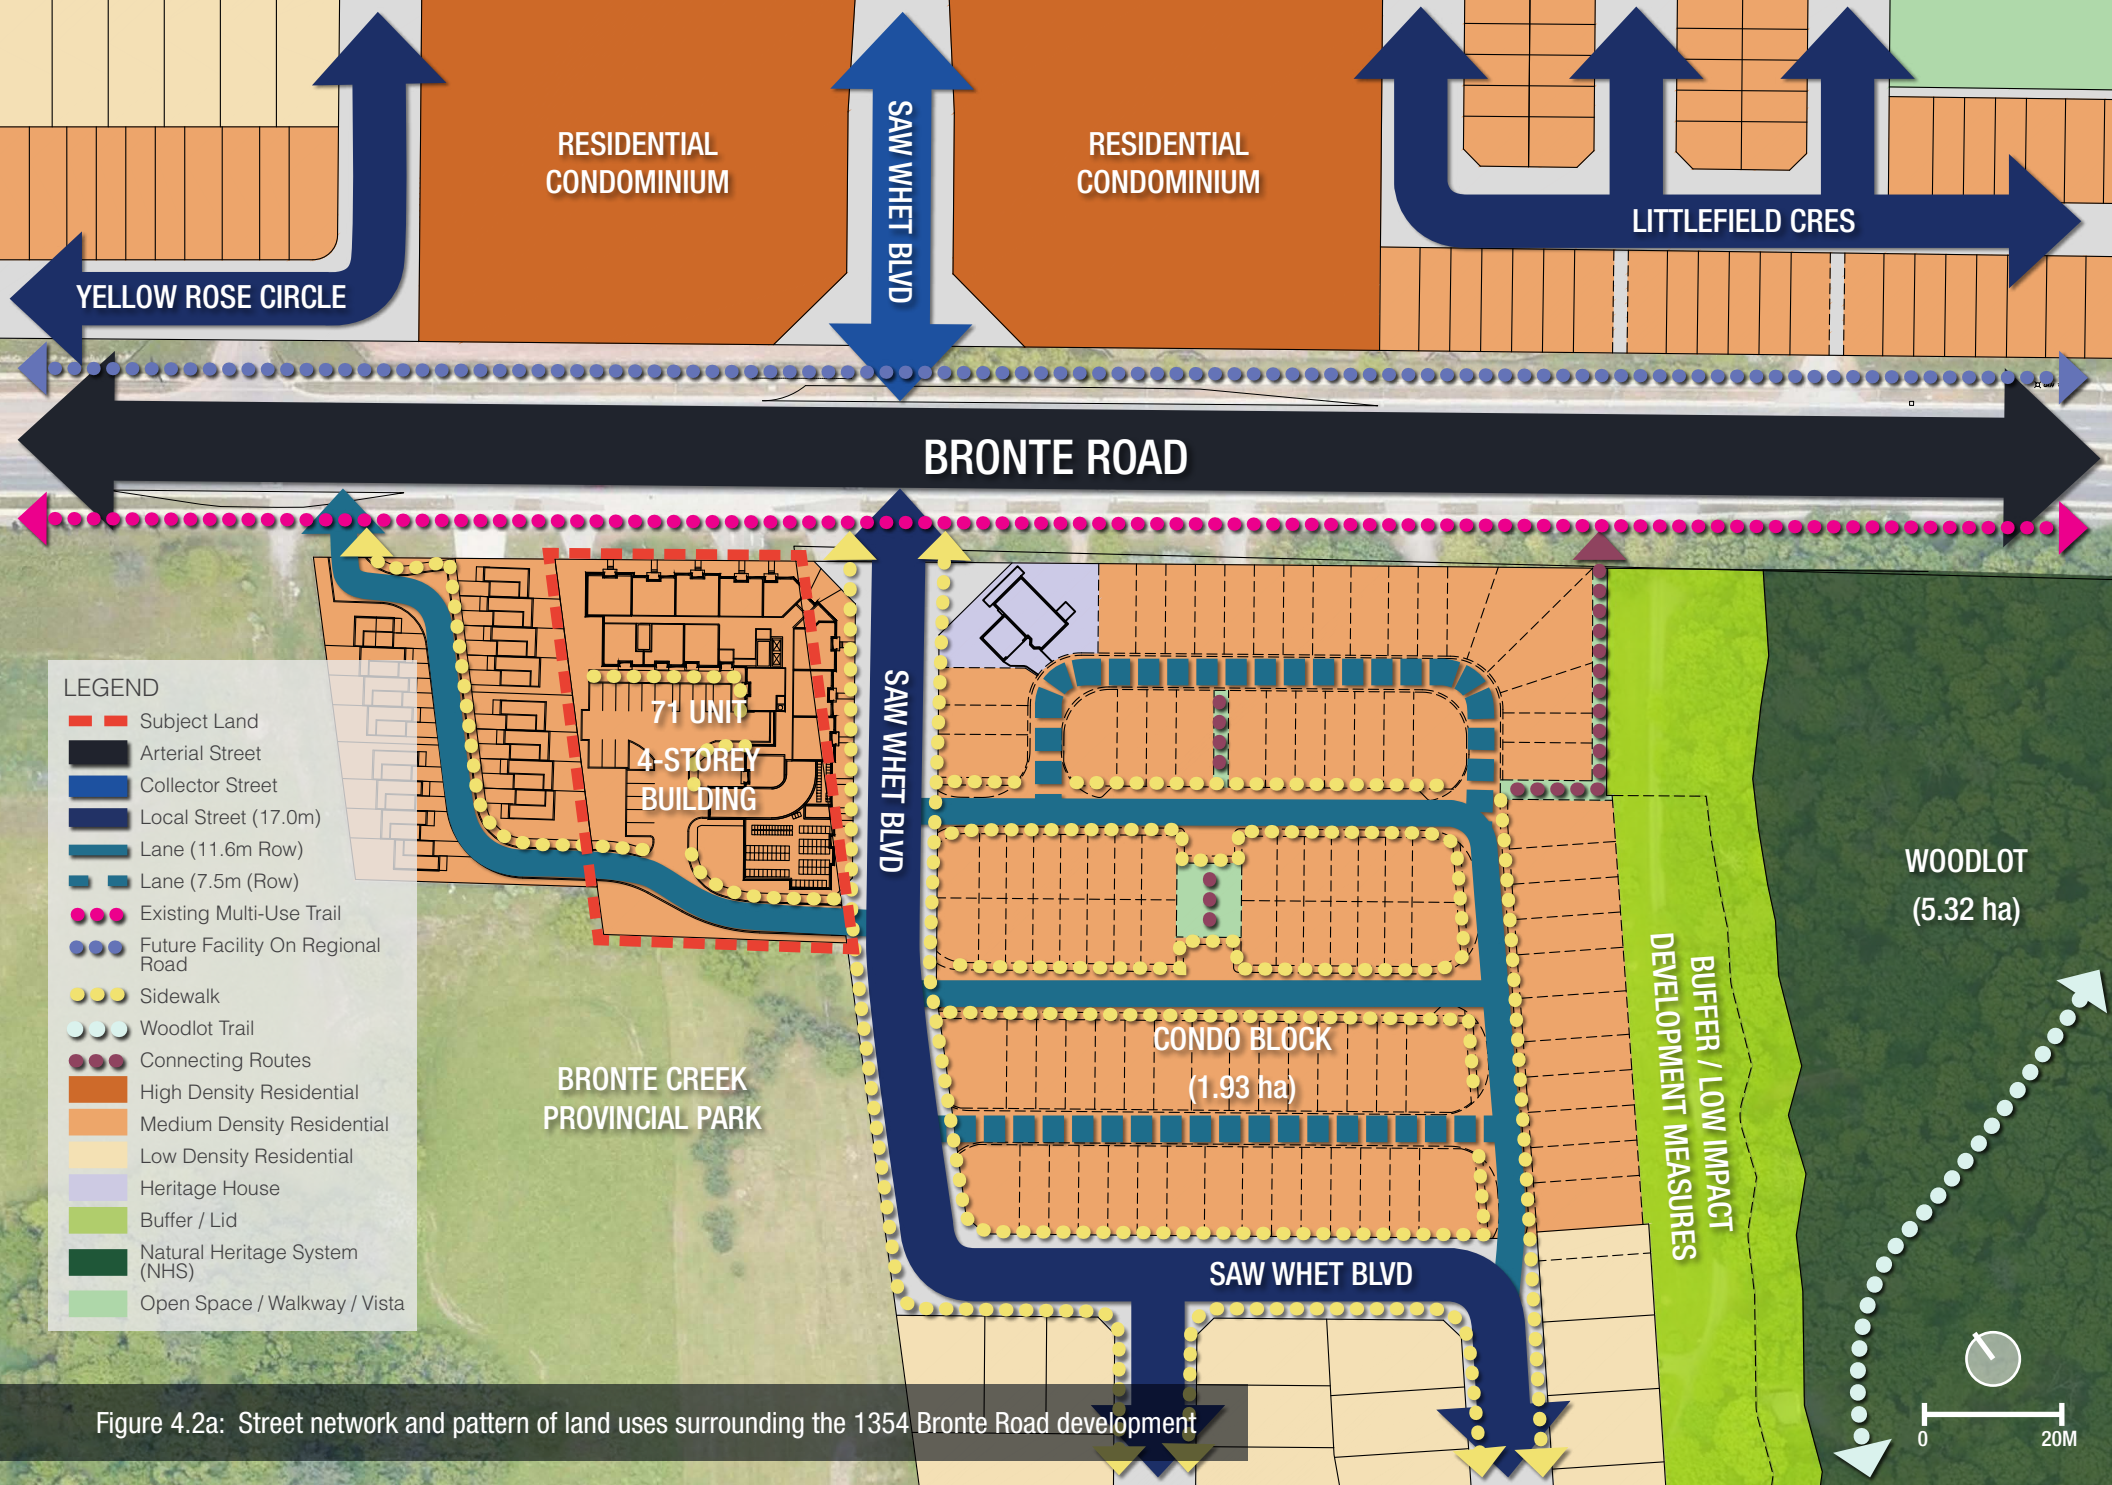 RESIDENTIAL
CONDOMINIUM
SAW WHET BLVD
RESIDENTIAL
CONDOMINIUM
LITTLEFIELD CRES
YELLOW ROSE CIRCLE
BRONTE ROAD
LEGEND
Subject Land
Arterial Street
Collector Street
Local Street (17.0m)
Lane (11.6m Row)
Lane (7.5m (Row)
Existing Multi-Use Trail
Future Facility On Regional
Road
Sidewalk
Woodlot Trail
Connecting Routes
High Density Residential
Medium Density Residential
Low Density Residential
Heritage House
Buffer / Lid
Natural Heritage System
(NHS)
Open Space / Walkway / Vista
71 UNIT
4-STOREY
BUILDING
SAW WHET BLVD
WOODLOT
(5.32 ha)
BUFFER / LOW IMPACT
DEVELOPMENT MEASURES
CONDO BLOCK
(1.93 ha)
BRONTE CREEK
PROVINCIAL PARK
SAW WHET BLVD
Figure 4.2a: Street network and pattern of land uses surrounding the 1354 Bronte Road development
0 20M